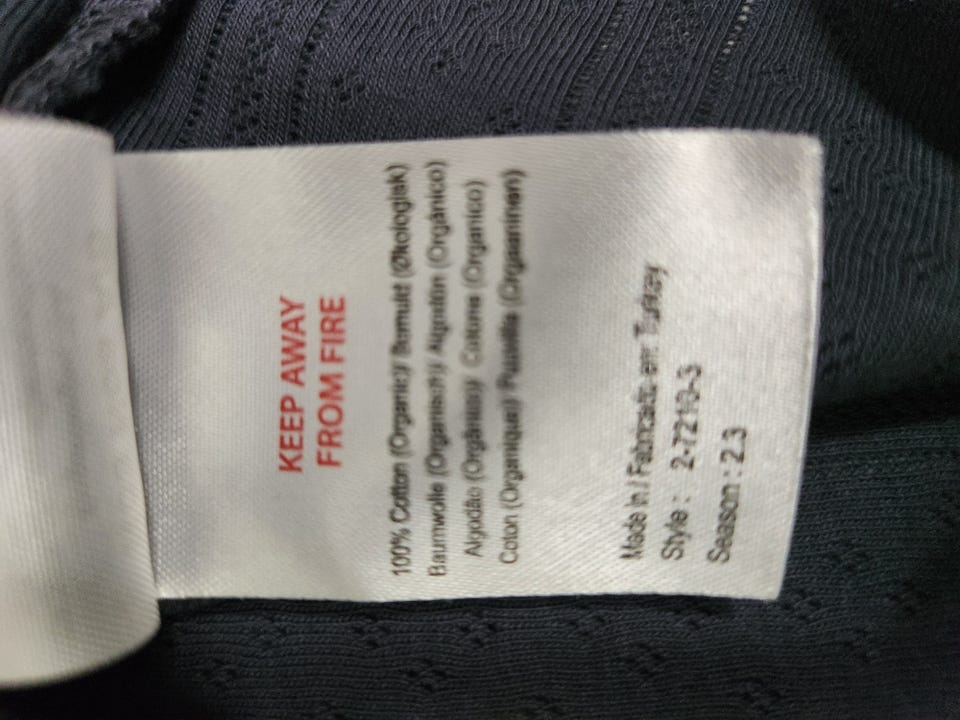 KEEP AWAY
FROM FIRE
100% Cotton (Organic)/ Bomuld (Økologisk)
Baumwolle (Organisch)/ Algodón (Orgánico)
Algodão (Orgânico)/ Cotone (Organico)
Coton (Organique)/ Puuvilla (Orgaaninen)
Made in / Fabricado en: Turkey
Style : 2-7210-3
Season : 2.3